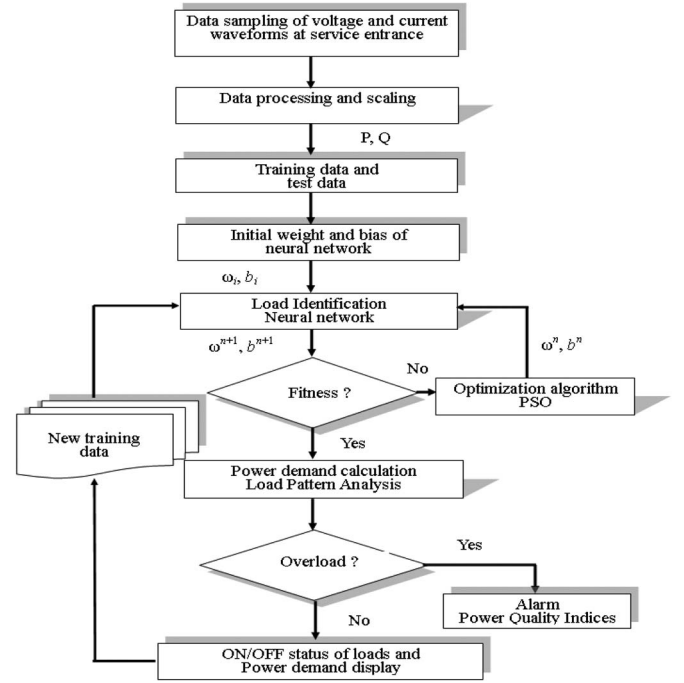 Data sampling of voltage and current
waveforms at service entrance
Data processing and scaling
P, Q
Training data and
test data
Initial weight and bias of
neural network
ωi, bi
Load Identification
Neural network
ωⁿ⁺¹, bⁿ⁺¹
ωⁿ, bⁿ
Fitness ?
No
Optimization algorithm
PSO
New training
data
Yes
Power demand calculation
Load Pattern Analysis
Overload ?
Yes
Alarm
Power Quality Indices
No
ON/OFF status of loads and
Power demand display